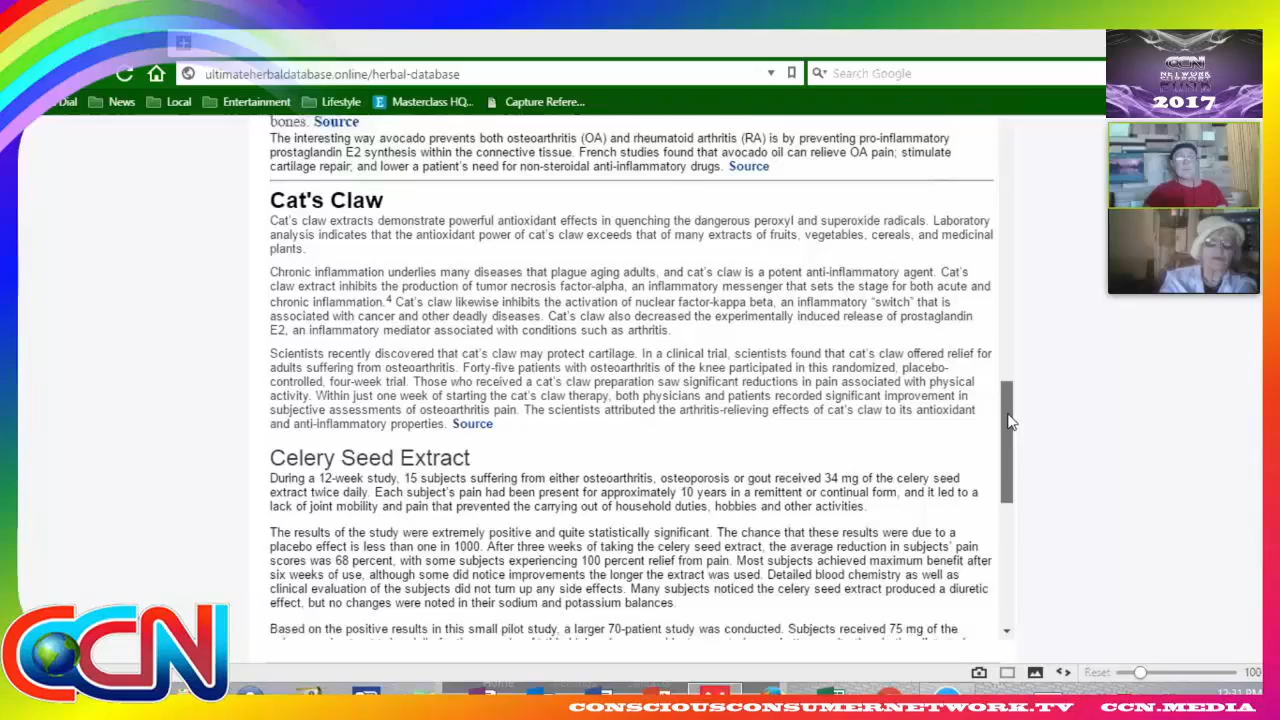 ultimateherbaldatabase.online/herbal-database
Search Google
Dial
News
Local
Entertainment
Lifestyle
Masterclass HQ...
Capture Refere...
CCN
NETWORK
SUPPORT
2017
bones. Source
The interesting way avocado prevents both osteoarthritis (OA) and rheumatoid arthritis (RA) is by preventing pro-inflammatory
prostaglandin E2 synthesis within the connective tissue. French studies found that avocado oil can relieve OA pain; stimulate
cartilage repair; and lower a patient's need for non-steroidal anti-inflammatory drugs. Source
Cat's Claw
Cat's claw extracts demonstrate powerful antioxidant effects in quenching the dangerous peroxyl and superoxide radicals. Laboratory
analysis indicates that the antioxidant power of cat's claw exceeds that of many extracts of fruits, vegetables, cereals, and medicinal
plants.
Chronic inflammation underlies many diseases that plague aging adults, and cat's claw is a potent anti-inflammatory agent. Cat's
claw extract inhibits the production of tumor necrosis factor-alpha, an inflammatory messenger that sets the stage for both acute and
chronic inflammation.4 Cat's claw likewise inhibits the activation of nuclear factor-kappa beta, an inflammatory “switch” that is
associated with cancer and other deadly diseases. Cat's claw also decreased the experimentally induced release of prostaglandin
E2, an inflammatory mediator associated with conditions such as arthritis.
Scientists recently discovered that cat's claw may protect cartilage. In a clinical trial, scientists found that cat's claw offered relief for
adults suffering from osteoarthritis. Forty-five patients with osteoarthritis of the knee participated in this randomized, placebo-
controlled, four-week trial. Those who received a cat's claw preparation saw significant reductions in pain associated with physical
activity. Within just one week of starting the cat's claw therapy, both physicians and patients recorded significant improvement in
subjective assessments of osteoarthritis pain. The scientists attributed the arthritis-relieving effects of cat's claw to its antioxidant
and anti-inflammatory properties. Source
Celery Seed Extract
During a 12-week study, 15 subjects suffering from either osteoarthritis, osteoporosis or gout received 34 mg of the celery seed
extract twice daily. Each subject's pain had been present for approximately 10 years in a remittent or continual form, and it led to a
lack of joint mobility and pain that prevented the carrying out of household duties, hobbies and other activities.
The results of the study were extremely positive and quite statistically significant. The chance that these results were due to a
placebo effect is less than one in 1000. After three weeks of taking the celery seed extract, the average reduction in subjects' pain
scores was 68 percent, with some subjects experiencing 100 percent relief from pain. Most subjects achieved maximum benefit after
six weeks of use, although some did notice improvements the longer the extract was used. Detailed blood chemistry as well as
clinical evaluation of the subjects did not turn up any side effects. Many subjects noticed the celery seed extract produced a diuretic
effect, but no changes were noted in their sodium and potassium balances.
Based on the positive results in this small pilot study, a larger 70-patient study was conducted. Subjects received 75 mg of the
CCN
Reset
100
12:31 PM
CONSCIOUSCONSUMERNETWORK.TV CCN.MEDIA